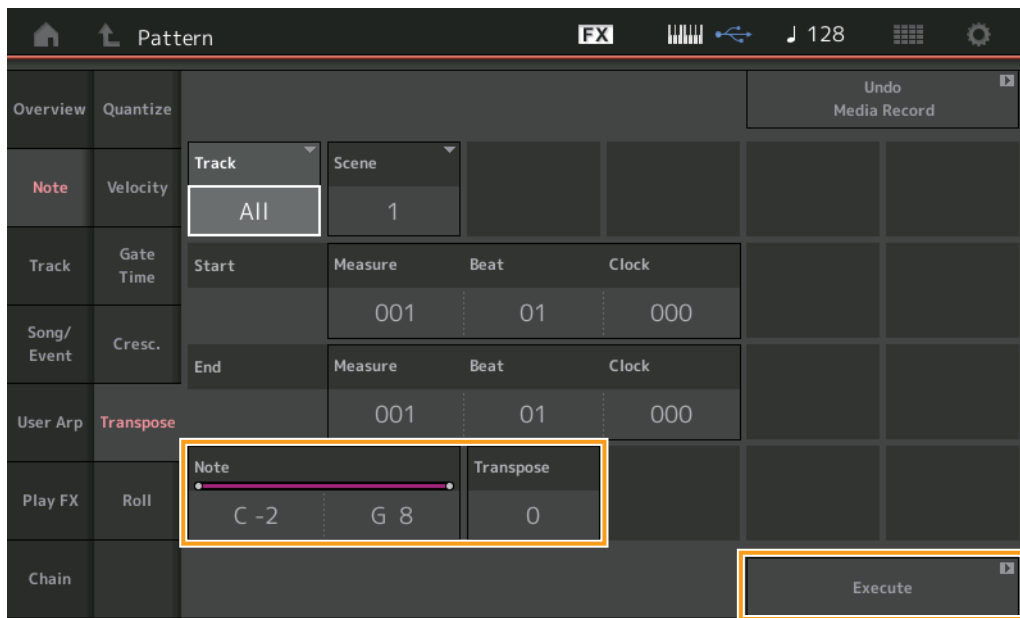 Pattern
FX
♩ 128
Undo
Media Record
Overview
Quantize
Note
Velocity
Track
Gate
Time
Song/
Event
Cresc.
User Arp
Transpose
Play FX
Roll
Chain
Track
All
Scene
1
Start
Measure
Beat
Clock
001
01
000
End
Measure
Beat
Clock
001
01
000
Note
C -2
G 8
Transpose
0
Execute